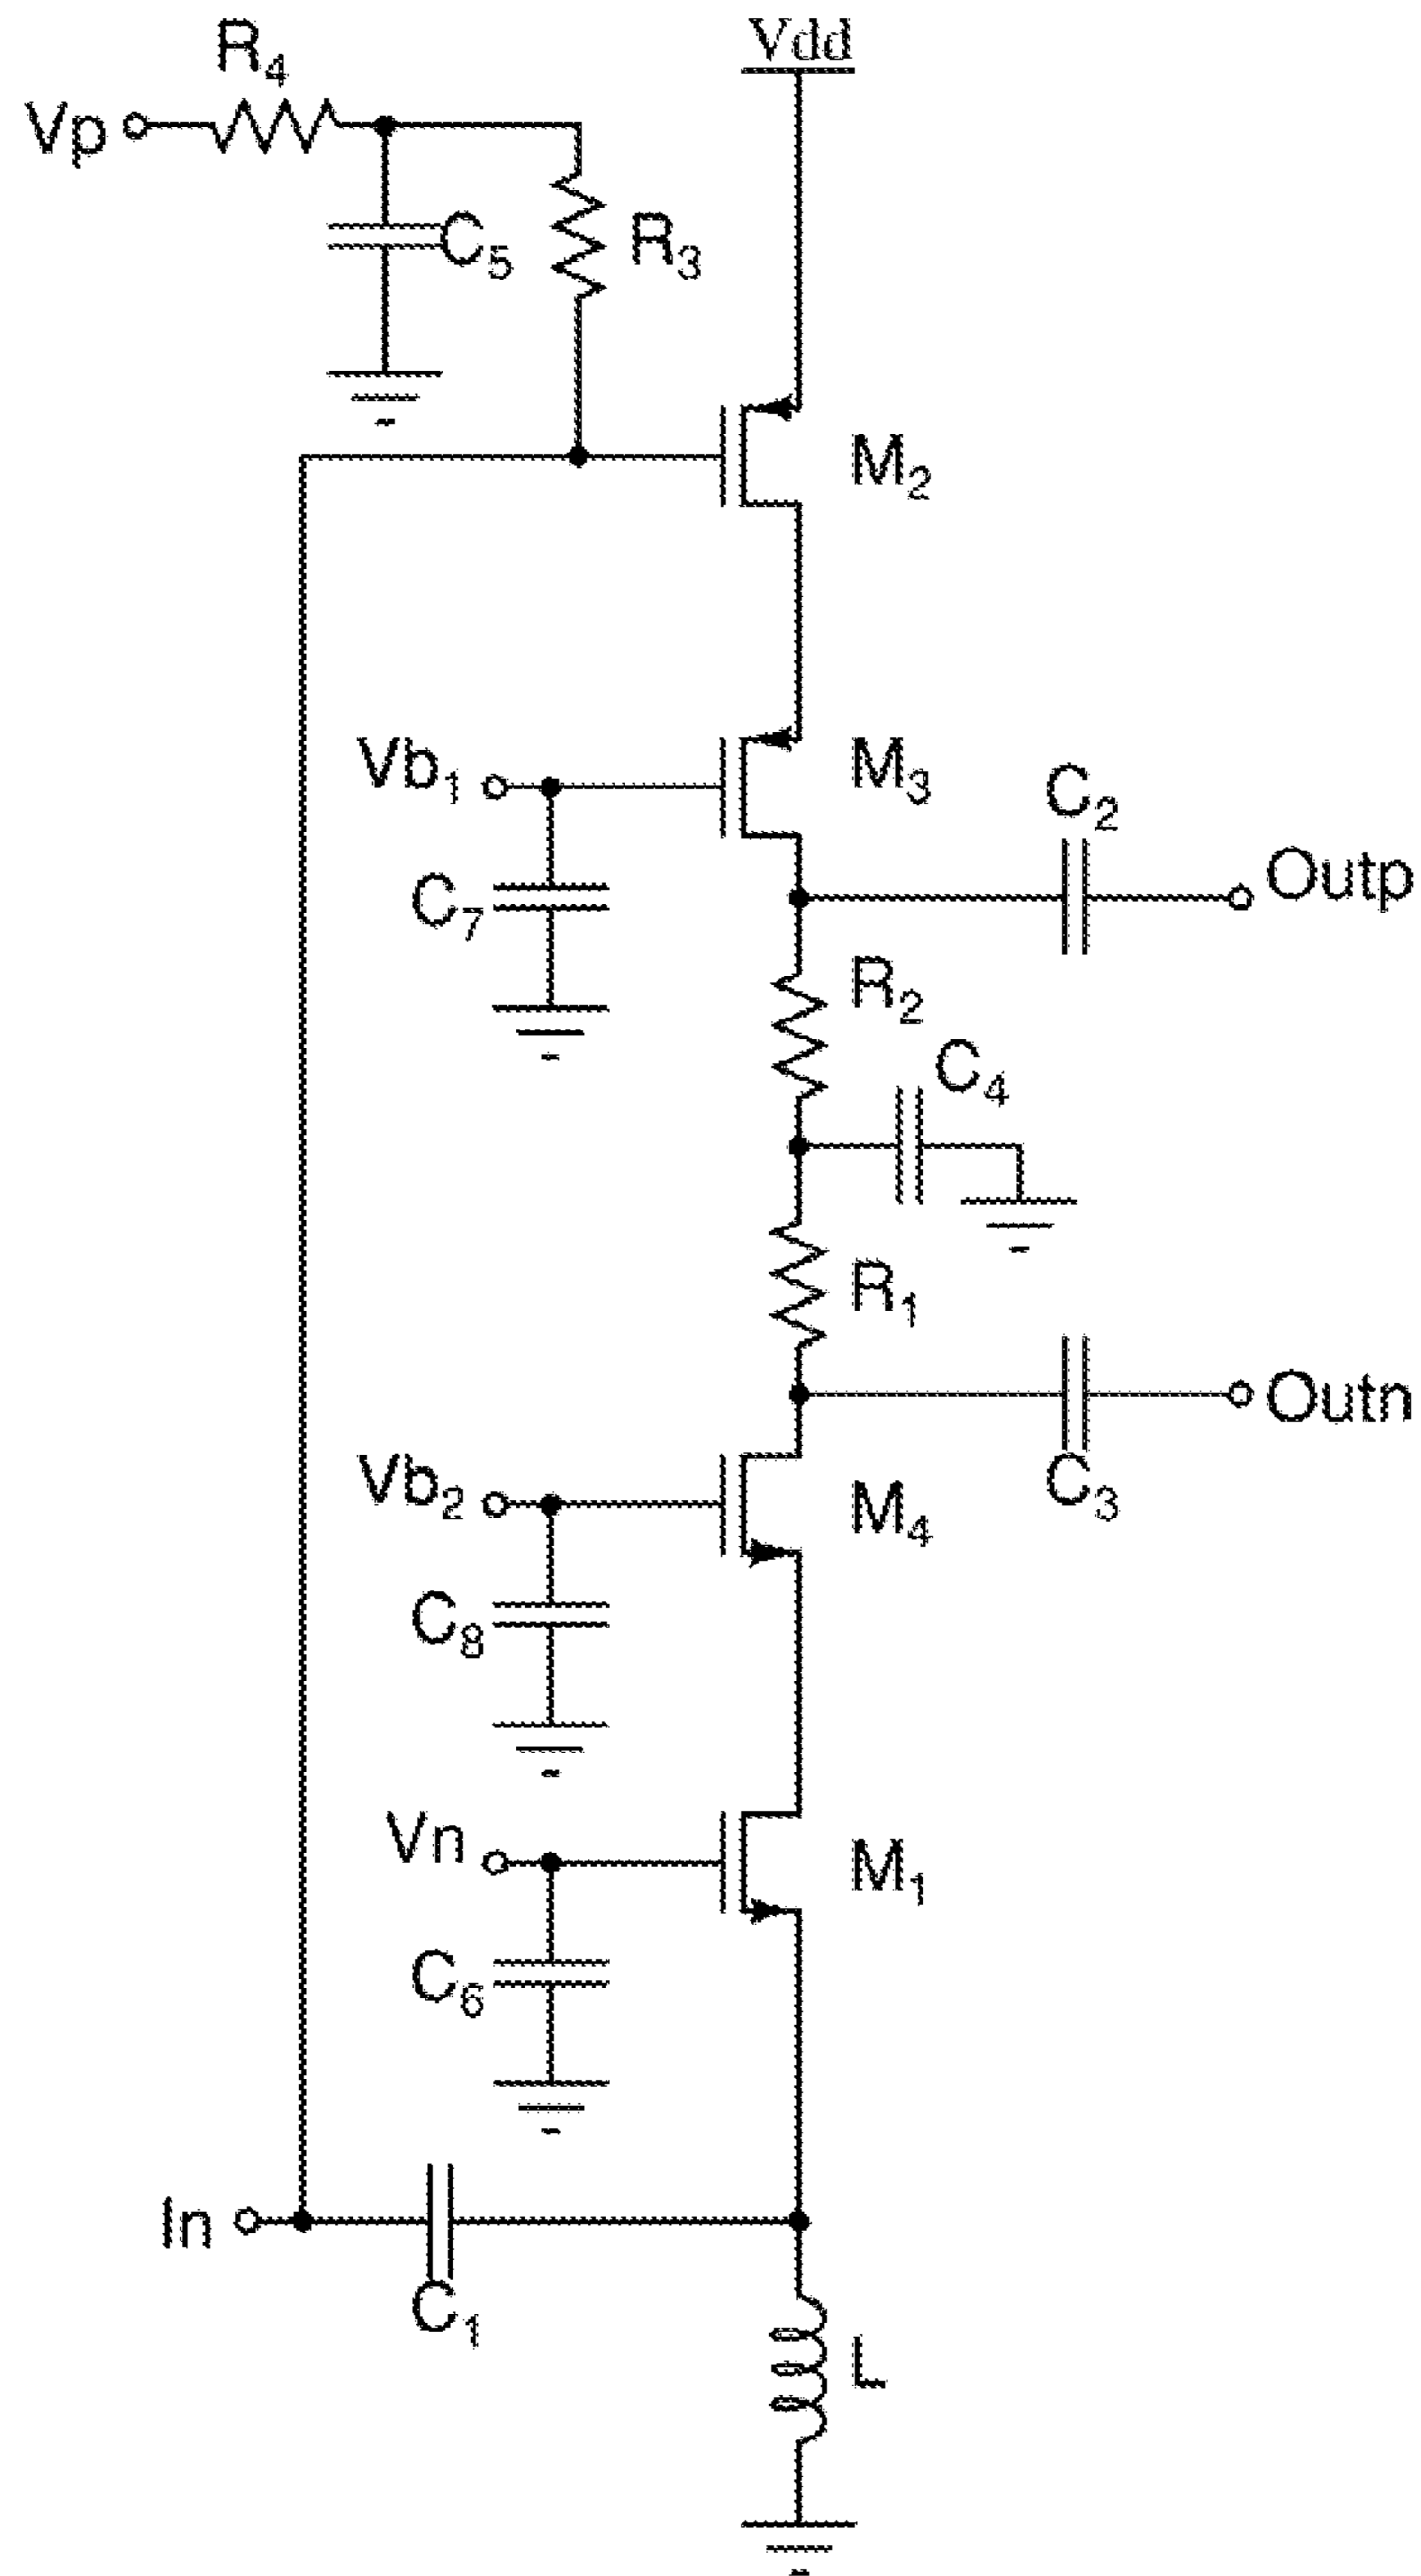 Vdd
R4
Vp
C5
R3
M2
Vb1
M3
C2
Outp
C7
R2
C4
R1
Outn
Vb2
M4
C3
C8
Vn
M1
C6
In
C1
L